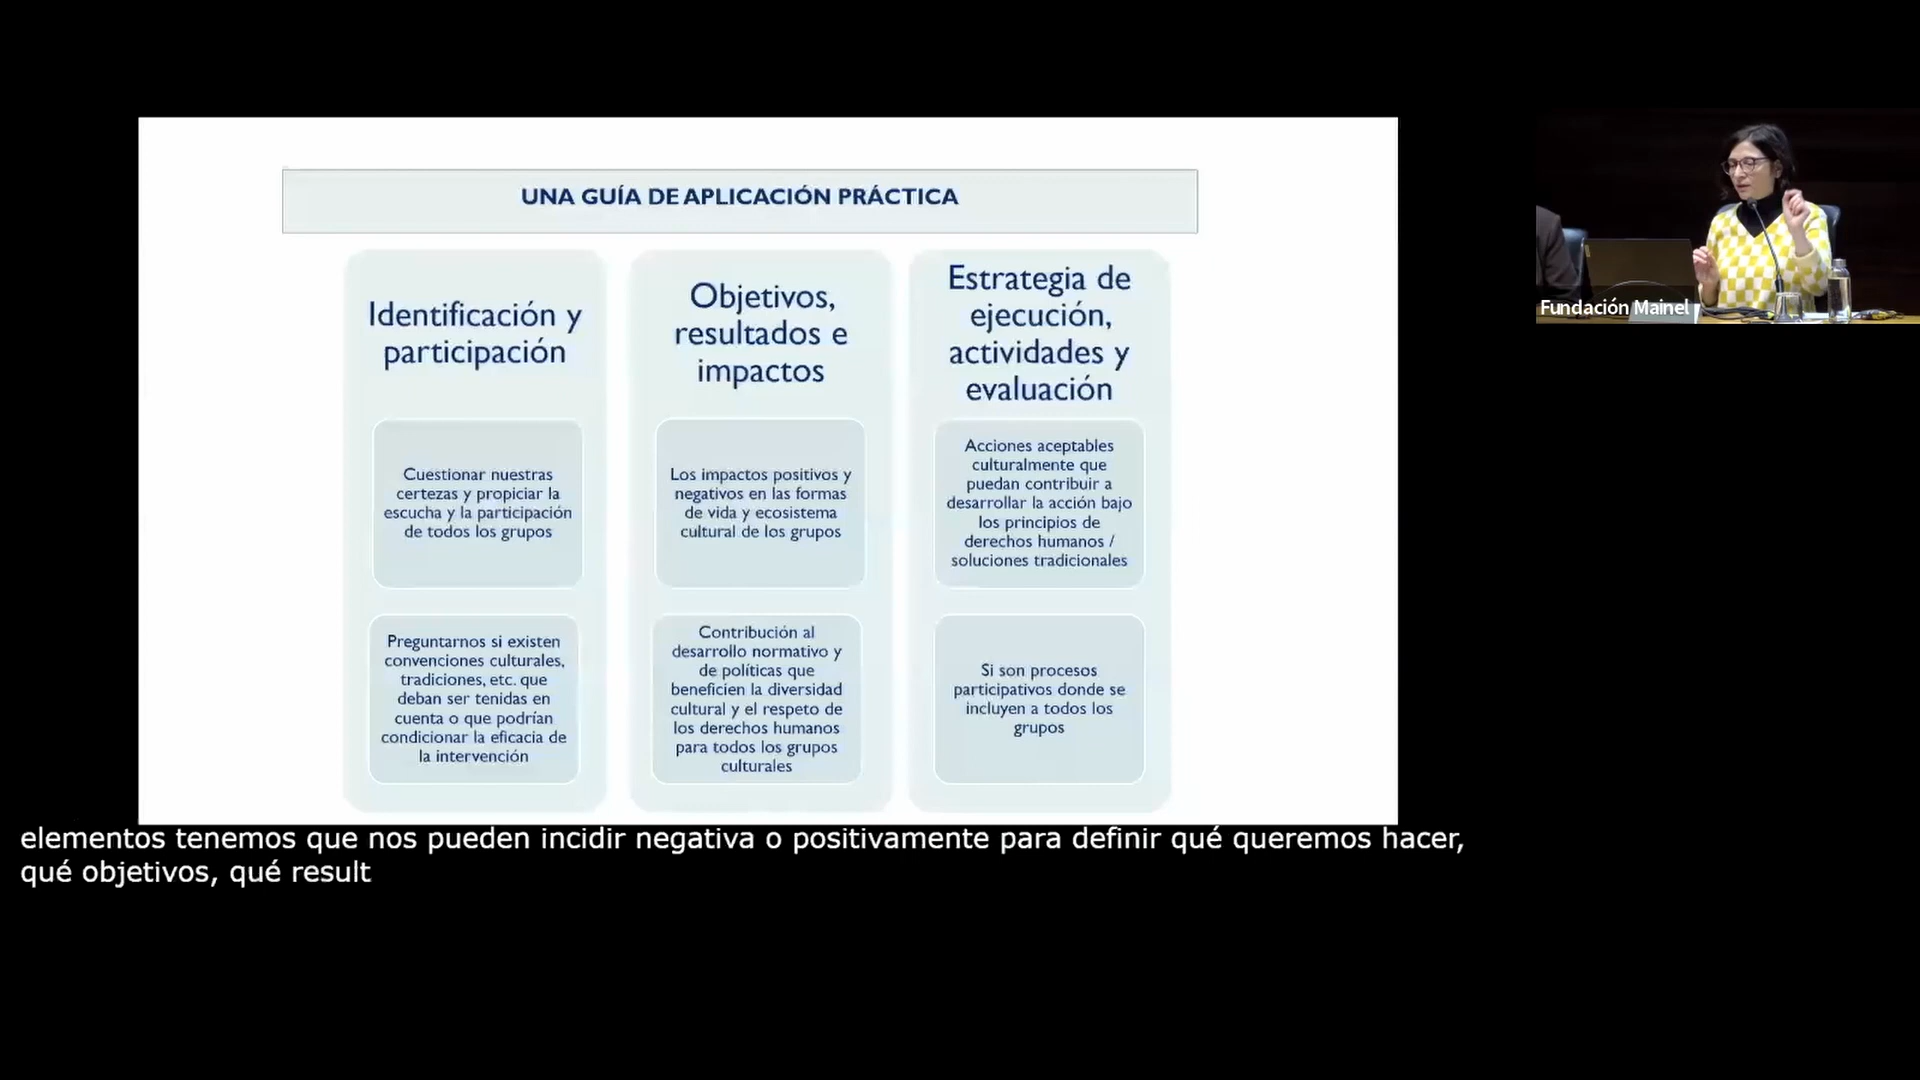 UNA GUÍA DE APLICACIÓN PRÁCTICA
Identificación y
participación
Cuestionar nuestras
certezas y propiciar la
escucha y la participación
de todos los grupos
Preguntarnos si existen
convenciones culturales,
tradiciones, etc. que
deban ser tenidas en
cuenta o que podrían
condicionar la eficacia de
la intervención
Objetivos,
resultados e
impactos
Los impactos positivos y
negativos en las formas
de vida y ecosistema
cultural de los grupos
Contribución al
desarrollo normativo y
de políticas que
beneficien la diversidad
cultural y el respeto de
los derechos humanos
para todos los grupos
culturales
Estrategia de
ejecución,
actividades y
evaluación
Acciones aceptables
culturalmente que
puedan contribuir a
desarrollar la acción bajo
los principios de
derechos humanos /
soluciones tradicionales
Si son procesos
participativos donde se
incluyen a todos los
grupos
Fundación Mainel
elementos tenemos que nos pueden incidir negativa o positivamente para definir qué queremos hacer,
qué objetivos, qué result